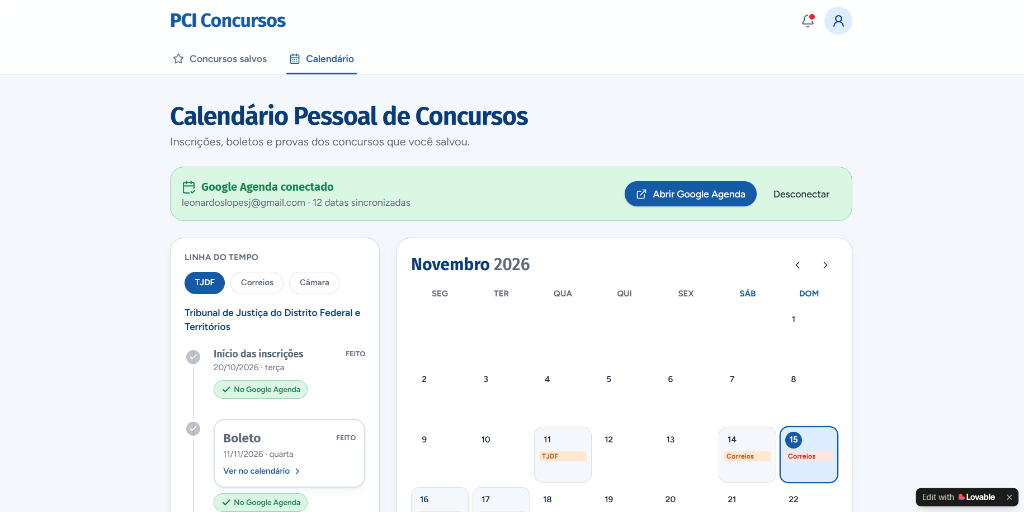 PCI Concursos
Concursos salvos
Calendário
Calendário Pessoal de Concursos
Inscrições, boletos e provas dos concursos que você salvou.
Google Agenda conectado
leonardoslopesj@gmail.com · 12 datas sincronizadas
Abrir Google Agenda
Desconectar
LINHA DO TEMPO
TJDF Correios Câmara
Tribunal de Justiça do Distrito Federal e
Territórios
Início das inscrições FEITO
20/10/2026 · terça
No Google Agenda
Boleto FEITO
11/11/2026 · quarta
Ver no calendário
No Google Agenda
Novembro 2026
SEG TER QUA QUI SEX SÁB DOM
1
2 3 4 5 6 7 8
9 10 11 12 13 14 15
TJDF Correios Correios
16 17 18 19 20 21 22
Edit with Lovable